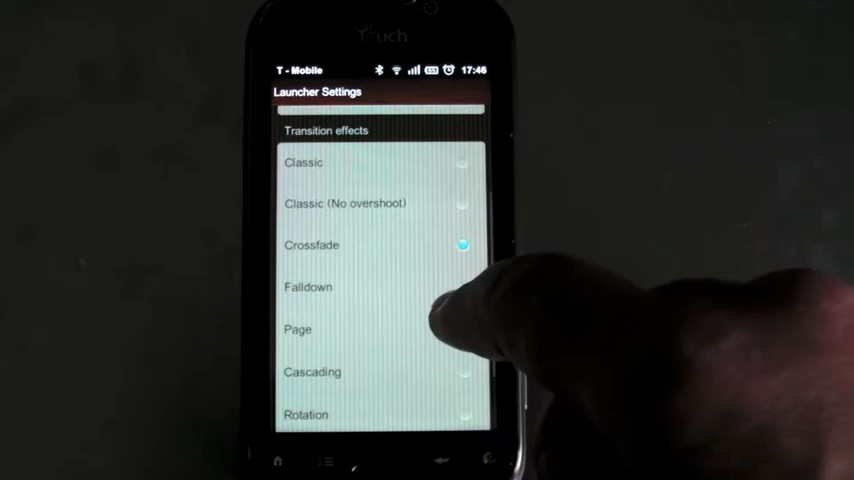 Touch
T - Mobile 17:46
Launcher Settings
Transition effects
Classic
Classic (No overshoot)
Crossfade
Falldown
Page
Cascading
Rotation